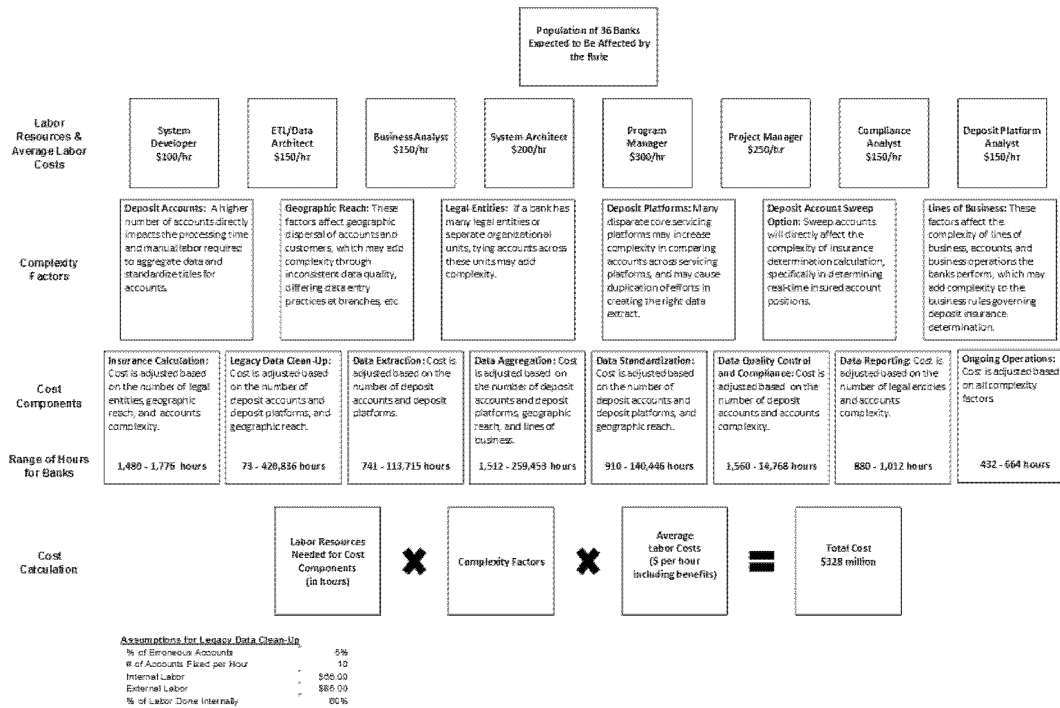 Population of 36 Banks
Expected to Be Affected by
the Rule
Labor
Resources &
Average Labor
Costs
System
Developer
$100/hr
ETL/Data
Architect
$150/hr
Business Analyst
$150/hr
System Architect
$200/hr
Program
Manager
$300/hr
Project Manager
$250/hr
Compliance
Analyst
$150/hr
Deposit Platform
Analyst
$150/hr
Complexity
Factors
Deposit Accounts: A higher
number of accounts directly
impacts the processing time
and manual labor required
to aggregate data and
standardize titles for
accounts.
Geographic Reach: These
factors affect geographic
dispersal of accounts and
customers, which may add
complexity through
inconsistent data quality,
differing data entry
practices at branches, etc.
Legal Entities: If a bank has
many legal entities or
separate organizational
units, tying accounts across
these units may add
complexity.
Deposit Platforms: Many
disparate core servicing
platforms may increase
complexity in comparing
accounts across servicing
platforms, and may cause
duplication of efforts in
creating the right data
extract.
Deposit Account Sweep
Option: Sweep accounts
will directly affect the
complexity of insurance
determination calculation,
specifically in determining
real-time insured account
positions.
Lines of Business: These
factors affect the
complexity of lines of
business, accounts, and
business operations the
banks perform, which may
add complexity to the
business rules governing
deposit insurance
determination.
Cost
Components
Insurance Calculation:
Cost is adjusted based
on the number of legal
entities, geographic
reach, and accounts
complexity.
Legacy Data Clean-Up:
Cost is adjusted based
on the number of
deposit accounts and
deposit platforms, and
geographic reach.
Data Extraction: Cost is
adjusted based on the
number of deposit
accounts and deposit
platforms.
Data Aggregation: Cost
is adjusted based on the
number of deposit
accounts and deposit
platforms, geographic
reach, and lines of
business.
Data Standardization:
Cost is adjusted based
on the number of
deposit accounts and
deposit platforms, and
geographic reach.
Data Quality Control
and Compliance: Cost is
adjusted based on the
number of deposit
accounts and accounts
complexity.
Data Reporting: Cost is
adjusted based on the
number of legal entities
and accounts
complexity.
Ongoing Operations:
Cost is adjusted based
on all complexity
factors.
Range of Hours
for Banks
1,480 - 1,776 hours
73 - 420,836 hours
741 - 113,715 hours
1,512 - 259,453 hours
910 - 140,446 hours
1,560 - 14,768 hours
880 - 1,012 hours
432 - 664 hours
Cost
Calculation
Labor Resources
Needed for Cost
Components
(in hours)
Complexity Factors
Average
Labor Costs
($ per hour
including benefits)
Total Cost
$328 million
Assumptions for Legacy Data Clean-Up
% of Erroneous Accounts 5%
# of Accounts Fixed per Hour 10
Internal Labor
External Labor $85.00
% of Labor Done Internally 60%